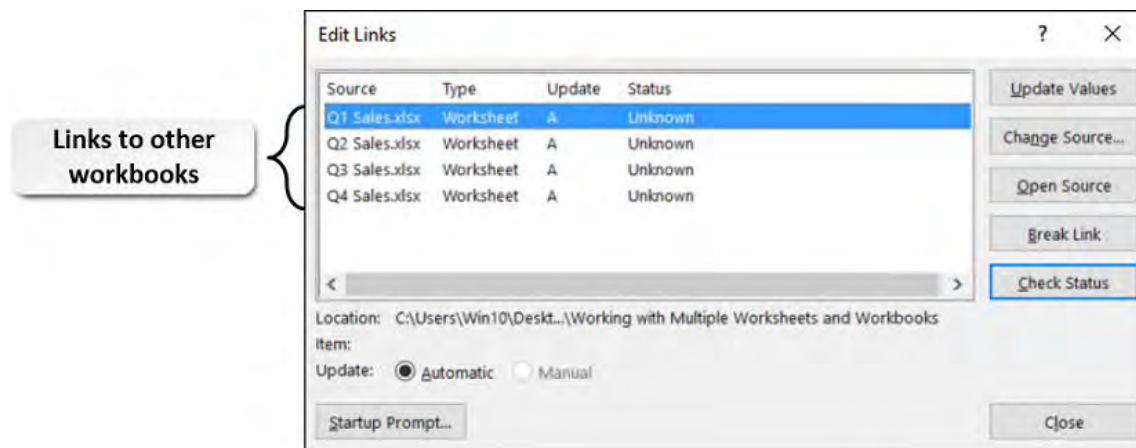 Edit Links
? X
Links to other
workbooks
Source Type Update Status
Q1 Sales.xlsx Worksheet A Unknown
Q2 Sales.xlsx Worksheet A Unknown
Q3 Sales.xlsx Worksheet A Unknown
Q4 Sales.xlsx Worksheet A Unknown
Update Values
Change Source...
Open Source
Break Link
Check Status
Location: C:\Users\Win10\Deskt...\Working with Multiple Worksheets and Workbooks
Item:
Update: Automatic Manual
Startup Prompt... Close